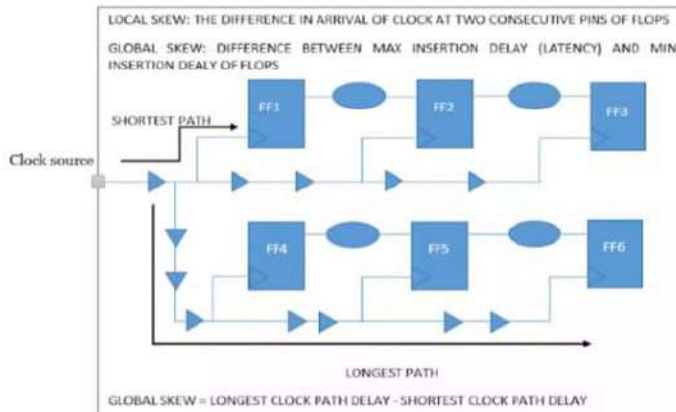 LOCAL SKEW: THE DIFFERENCE IN ARRIVAL OF CLOCK AT TWO CONSECUTIVE PINS OF FLOPS
GLOBAL SKEW: DIFFERENCE BETWEEN MAX INSERTION DELAY (LATENCY) AND MIN
INSERTION DEALY OF FLOPS
FF1
FF2
FF3
SHORTEST PATH
Clock source
FF4
FF5
FF6
LONGEST PATH
GLOBAL SKEW = LONGEST CLOCK PATH DELAY - SHORTEST CLOCK PATH DELAY